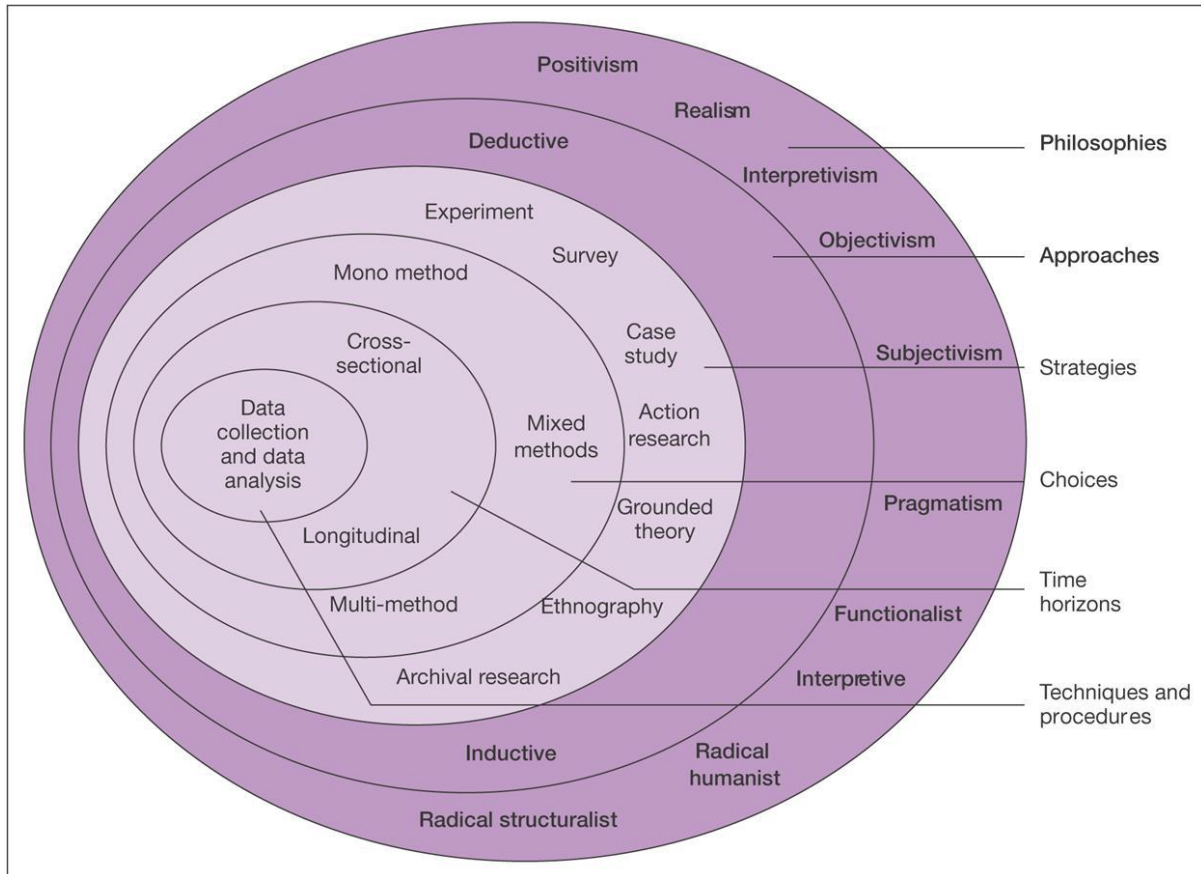 Positivism
Realism
Philosophies
Deductive
Interpretivism
Experiment
Objectivism
Survey
Approaches
Mono method
Cross-
sectional
Case
study
Subjectivism
Strategies
Data
collection
and data
analysis
Mixed
methods
Action
research
Choices
Grounded
theory
Pragmatism
Longitudinal
Time
horizons
Multi-method
Ethnography
Functionalist
Archival research
Interpretive
Techniques and
procedures
Inductive
Radical
humanist
Radical structuralist